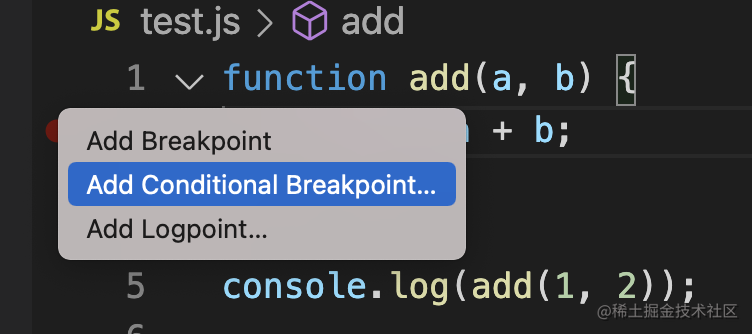 JS test.js > add
1 function add(a, b) {
+ b;
Add Breakpoint
Add Conditional Breakpoint...
Add Logpoint...
5 console.log(add(1, 2));
@稀土掘金技术社区